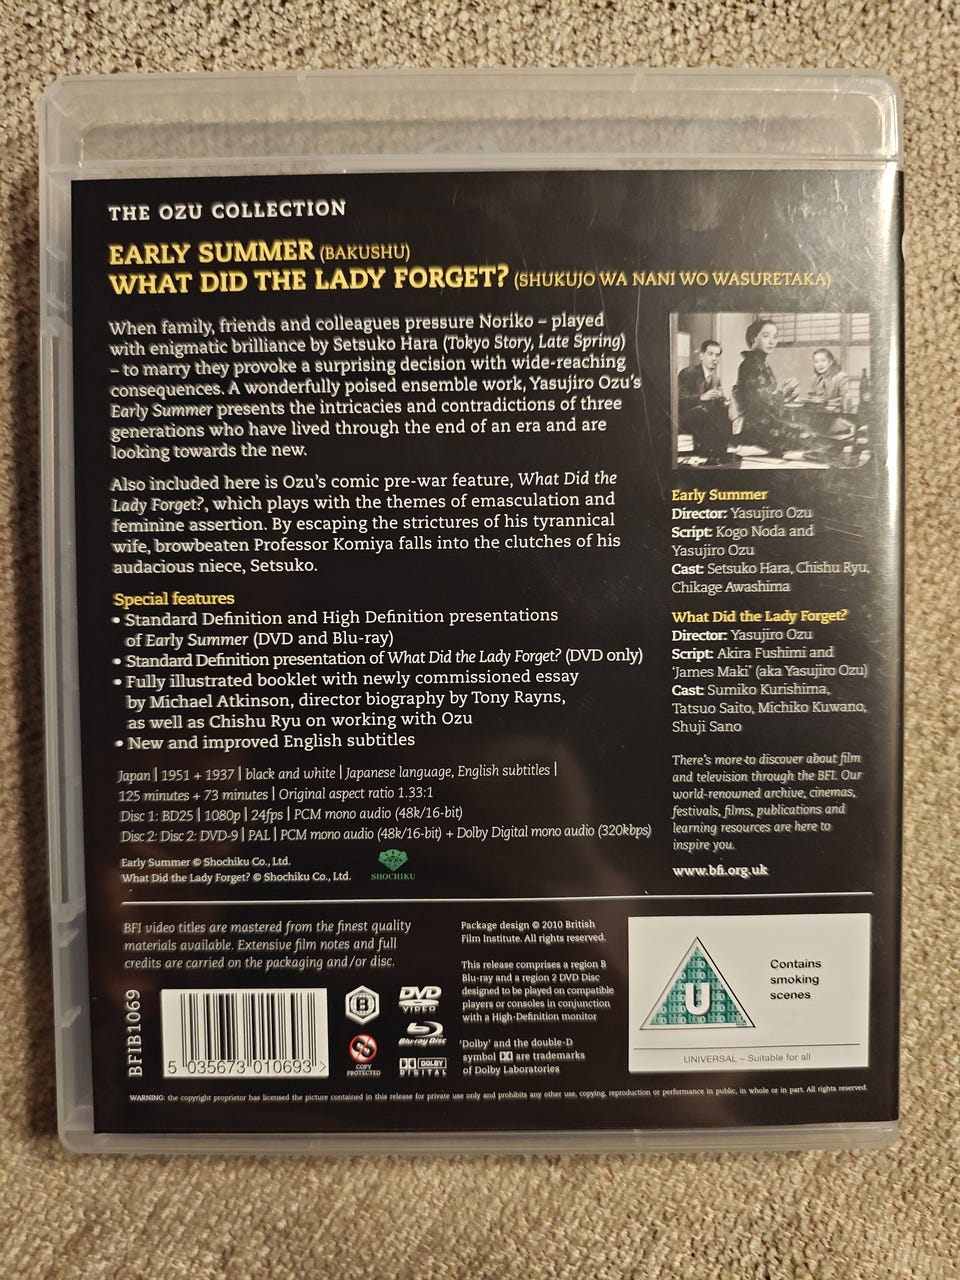 THE OZU COLLECTION
EARLY SUMMER (BAKUSHU)
WHAT DID THE LADY FORGET? (SHUKUJO WA NANI WO WASURETAKA)
When family, friends and colleagues pressure Noriko – played
with enigmatic brilliance by Setsuko Hara (Tokyo Story, Late Spring)
– to marry they provoke a surprising decision with wide-reaching
consequences. A wonderfully poised ensemble work, Yasujiro Ozu's
Early Summer presents the intricacies and contradictions of three
generations who have lived through the end of an era and are
looking towards the new.
Also included here is Ozu's comic pre-war feature, What Did the
Lady Forget?, which plays with the themes of emasculation and
feminine assertion. By escaping the strictures of his tyrannical
wife, browbeaten Professor Komiya falls into the clutches of his
audacious niece, Setsuko.
Special features
• Standard Definition and High Definition presentations
of Early Summer (DVD and Blu-ray)
• Standard Definition presentation of What Did the Lady Forget? (DVD only)
• Fully illustrated booklet with newly commissioned essay
by Michael Atkinson, director biography by Tony Rayns,
as well as Chishu Ryu on working with Ozu
• New and improved English subtitles
Japan | 1951 + 1937 | black and white | Japanese language, English subtitles |
125 minutes + 73 minutes | Original aspect ratio 1.33:1
Disc 1: BD25 | 1080p | 24fps | PCM mono audio (48k/16-bit)
Disc 2: Disc 2: DVD-9 | PAL | PCM mono audio (48k/16-bit) + Dolby Digital mono audio (320kbps)
Early Summer © Shochiku Co., Ltd.
What Did the Lady Forget? © Shochiku Co., Ltd.
SHOCHIKU
Early Summer
Director: Yasujiro Ozu
Script: Kogo Noda and
Yasujiro Ozu
Cast: Setsuko Hara, Chishu Ryu,
Chikage Awashima
What Did the Lady Forget?
Director: Yasujiro Ozu
Script: Akira Fushimi and
'James Maki' (aka Yasujiro Ozu)
Cast: Sumiko Kurishima,
Tatsuo Saito, Michiko Kuwano,
Shuji Sano
There's more to discover about film
and television through the BFI. Our
world-renowned archive, cinemas,
festivals, films, publications and
learning resources are here to
inspire you.
www.bfi.org.uk
BFI video titles are mastered from the finest quality
materials available. Extensive film notes and full
credits are carried on the packaging and/or disc.
BFIB1069
5 035673 010693 >
B
COPY
PROTECTED
DVD
VIDEO
Blu-ray Disc
DOLBY
DIGITAL
Package design © 2010 British
Film Institute. All rights reserved.
This release comprises a region B
Blu-ray and a region 2 DVD Disc
designed to be played on compatible
players or consoles in conjunction
with a High-Definition monitor
'Dolby' and the double-D
symbol are trademarks
of Dolby Laboratories
U
Contains
smoking
scenes
UNIVERSAL – Suitable for all
WARNING: the copyright proprietor has licensed the picture contained in this release for private use only and prohibits any other use, copying, reproduction or performance in public, in whole or in part. All rights reserved.